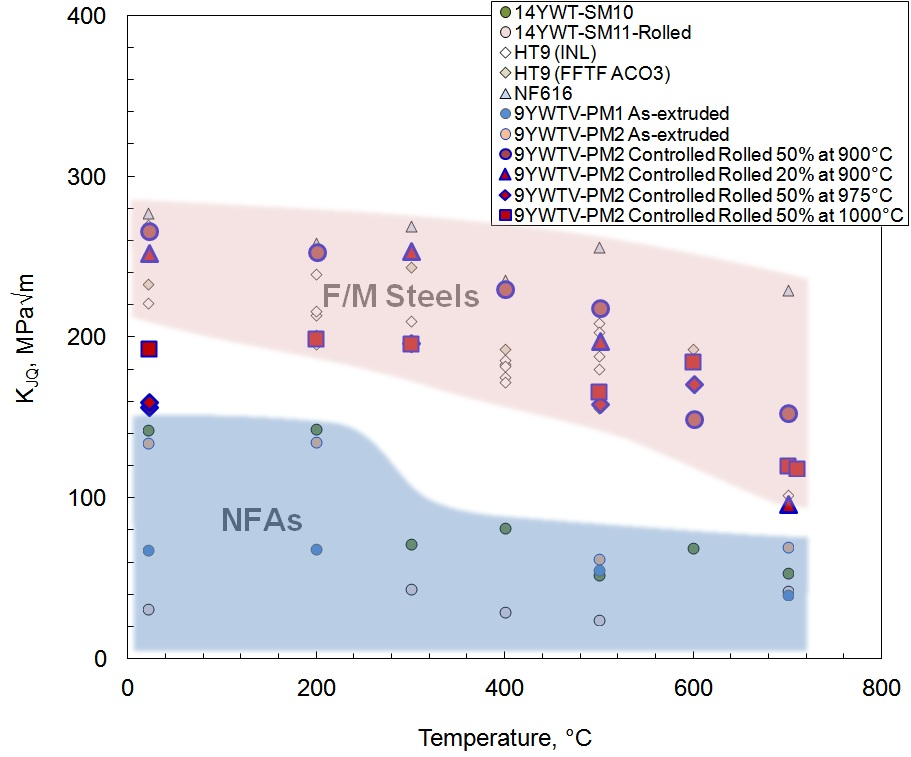 400
300
200
100
0
0
200
400
600
800
K_JQ, MPa√m
Temperature, °C
14YWT-SM10
14YWT-SM11-Rolled
HT9 (INL)
HT9 (FFTF ACO3)
NF616
9YWTV-PM1 As-extruded
9YWTV-PM2 As-extruded
9YWTV-PM2 Controlled Rolled 50% at 900°C
9YWTV-PM2 Controlled Rolled 20% at 900°C
9YWTV-PM2 Controlled Rolled 50% at 975°C
9YWTV-PM2 Controlled Rolled 50% at 1000°C
F/M Steels
NFAs